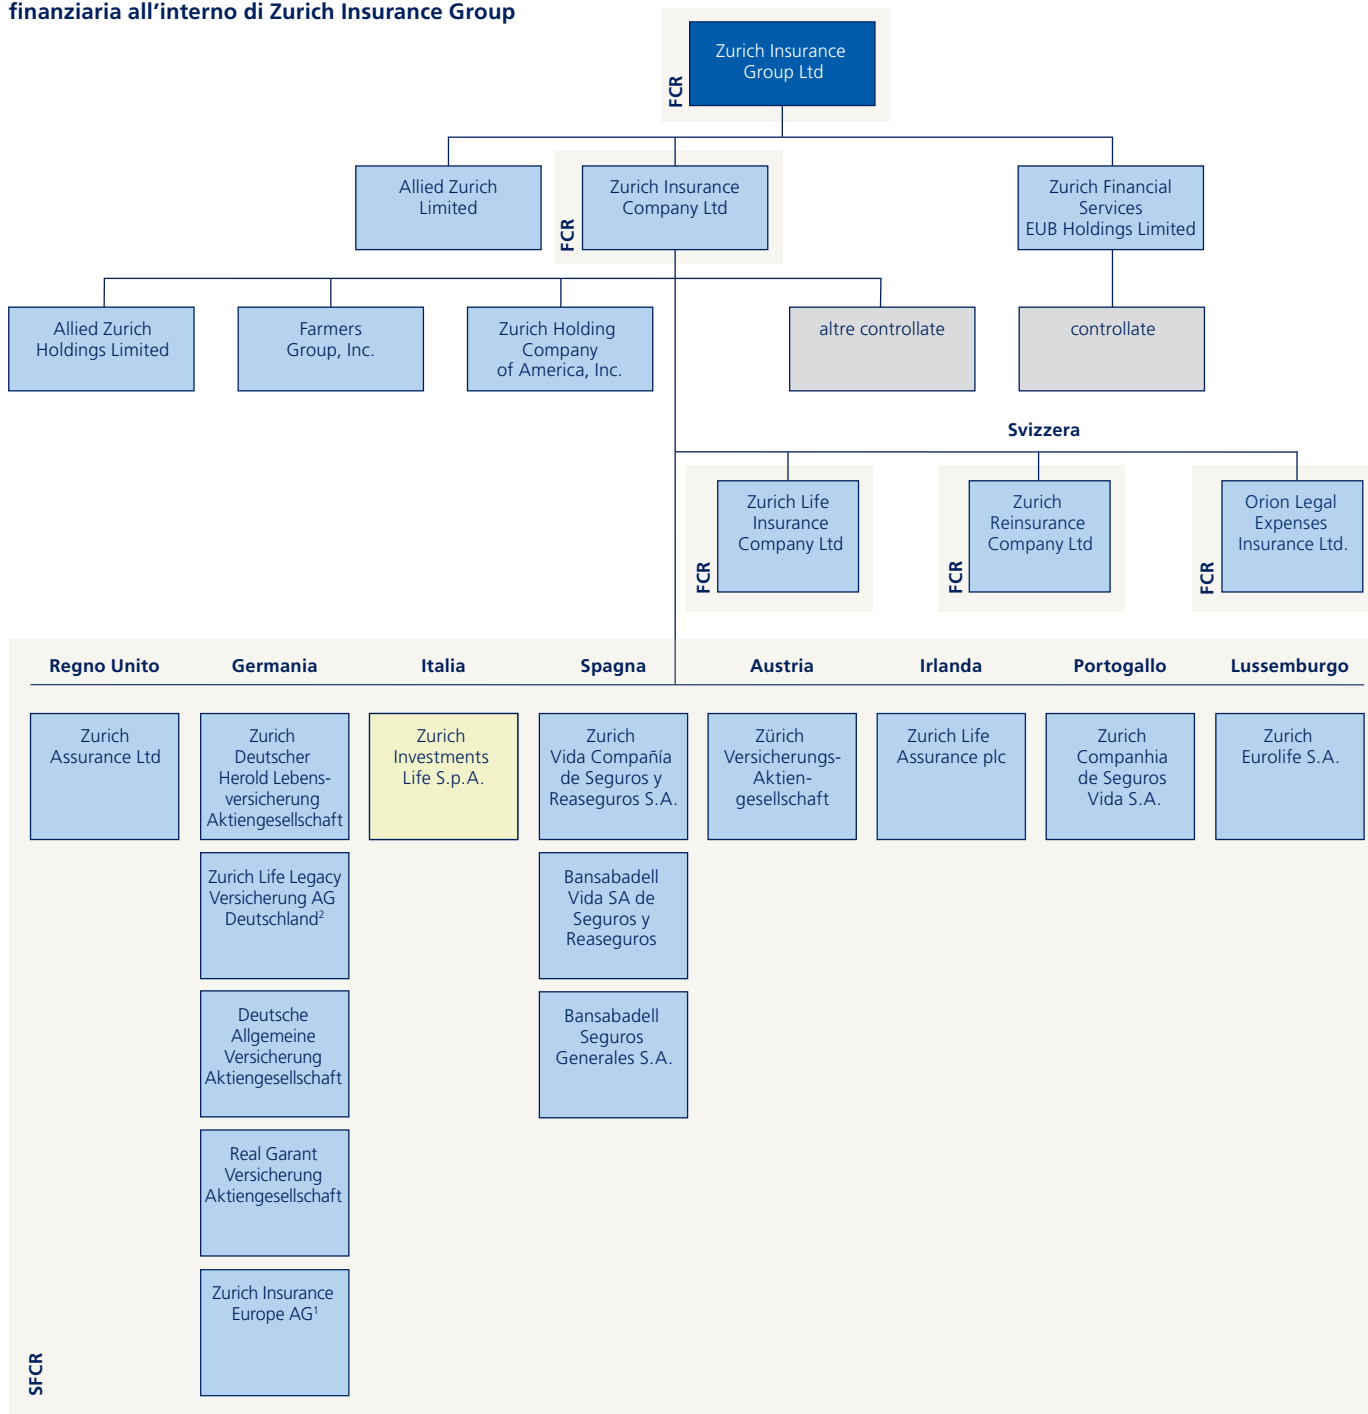 finanziaria all’interno di Zurich Insurance Group
Zurich Insurance
Group Ltd
FCR
Allied Zurich
Limited
Zurich Insurance
Company Ltd
FCR
Zurich Financial
Services
EUB Holdings Limited
Allied Zurich
Holdings Limited
Farmers
Group, Inc.
Zurich Holding
Company
of America, Inc.
altre controllate
controllate
Svizzera
Zurich Life
Insurance
Company Ltd
FCR
Zurich
Reinsurance
Company Ltd
FCR
Orion Legal
Expenses
Insurance Ltd.
FCR
Regno Unito
Germania
Italia
Spagna
Austria
Irlanda
Portogallo
Lussemburgo
Zurich
Assurance Ltd
Zurich
Deutscher
Herold Lebens-
versicherung
Aktiengesellschaft
Zurich
Investments
Life S.p.A.
Zurich
Vida Compañía
de Seguros y
Reaseguros S.A.
Zürich
Versicherungs-
Aktien-
gesellschaft
Zurich Life
Assurance plc
Zurich
Companhia
de Seguros
Vida S.A.
Zurich
Eurolife S.A.
Zurich Life Legacy
Versicherung AG
Deutschland²
Bansabadell
Vida SA de
Seguros y
Reaseguros
Deutsche
Allgemeine
Versicherung
Aktiengesellschaft
Bansabadell
Seguros
Generales S.A.
Real Garant
Versicherung
Aktiengesellschaft
Zurich Insurance
Europe AG¹
SFCR